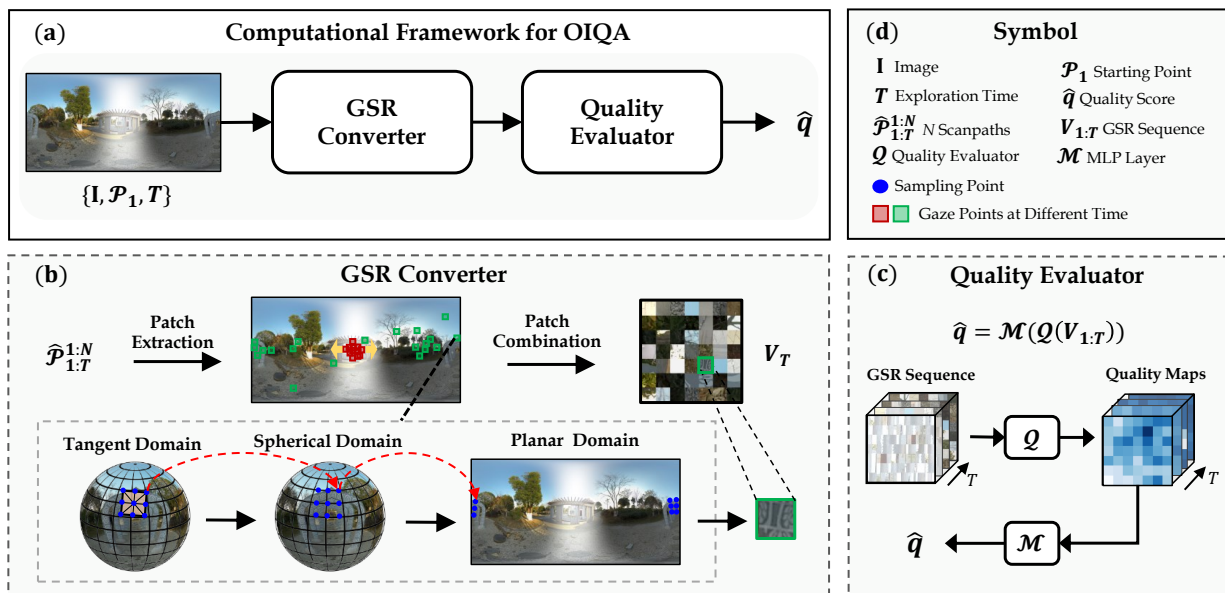 (a)
Computational Framework for OIQA
GSR
Converter
Quality
Evaluator
q̂
{I, 𝒫₁, T}
(d)
Symbol
I Image
𝒫₁ Starting Point
T Exploration Time
q̂ Quality Score
𝒫̂¹:ᴺ₁:T N Scanpaths
V₁:T GSR Sequence
𝒬 Quality Evaluator
ℳ MLP Layer
Sampling Point
Gaze Points at Different Time
(b)
GSR Converter
𝒫̂¹:ᴺ₁:T
Patch
Extraction
Patch
Combination
V_T
Tangent Domain
Spherical Domain
Planar Domain
(c)
Quality Evaluator
q̂ = ℳ(𝒬(V₁:T))
GSR Sequence
Quality Maps
𝒬
T
T
q̂
ℳ